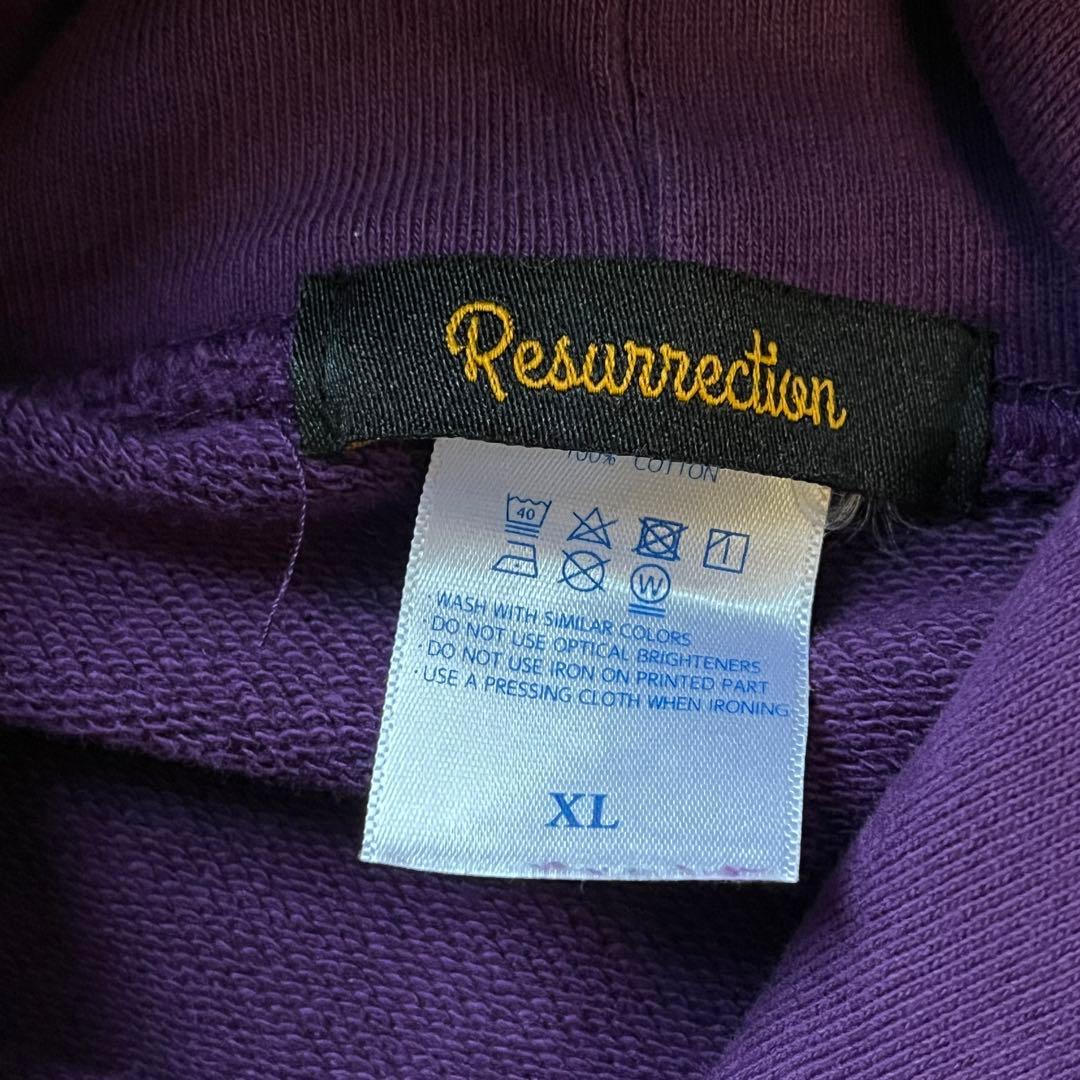 Resurrection
100% COTTON
40
W
· WASH WITH SIMILAR COLORS
· DO NOT USE OPTICAL BRIGHTENERS
· DO NOT USE IRON ON PRINTED PART
· USE A PRESSING CLOTH WHEN IRONING
XL